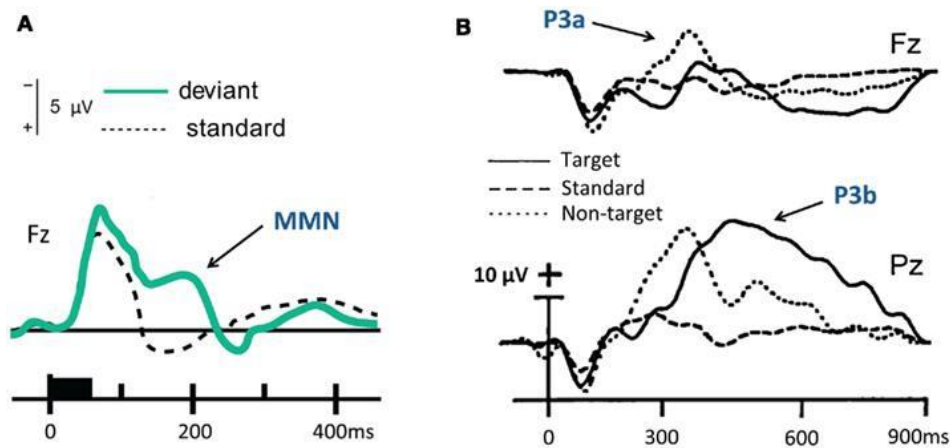 A
−
5 μV
+
deviant
standard
Fz
MMN
0
200
400ms
B
P3a
Fz
Target
Standard
Non-target
P3b
Pz
10 μV
+
0
300
600
900ms